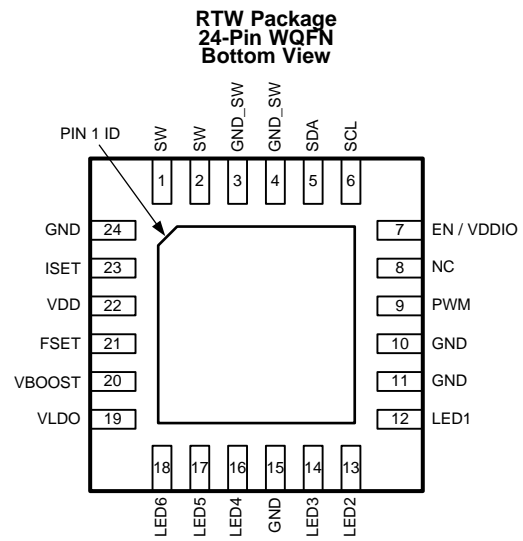 RTW Package
24-Pin WQFN
Bottom View
PIN 1 ID
SW
SW
GND_SW
GND_SW
SDA
SCL
1
2
3
4
5
6
GND 24
7 EN / VDDIO
ISET 23
8 NC
VDD 22
9 PWM
FSET 21
10 GND
VBOOST 20
11 GND
VLDO 19
12 LED1
18
17
16
15
14
13
LED6
LED5
LED4
GND
LED3
LED2